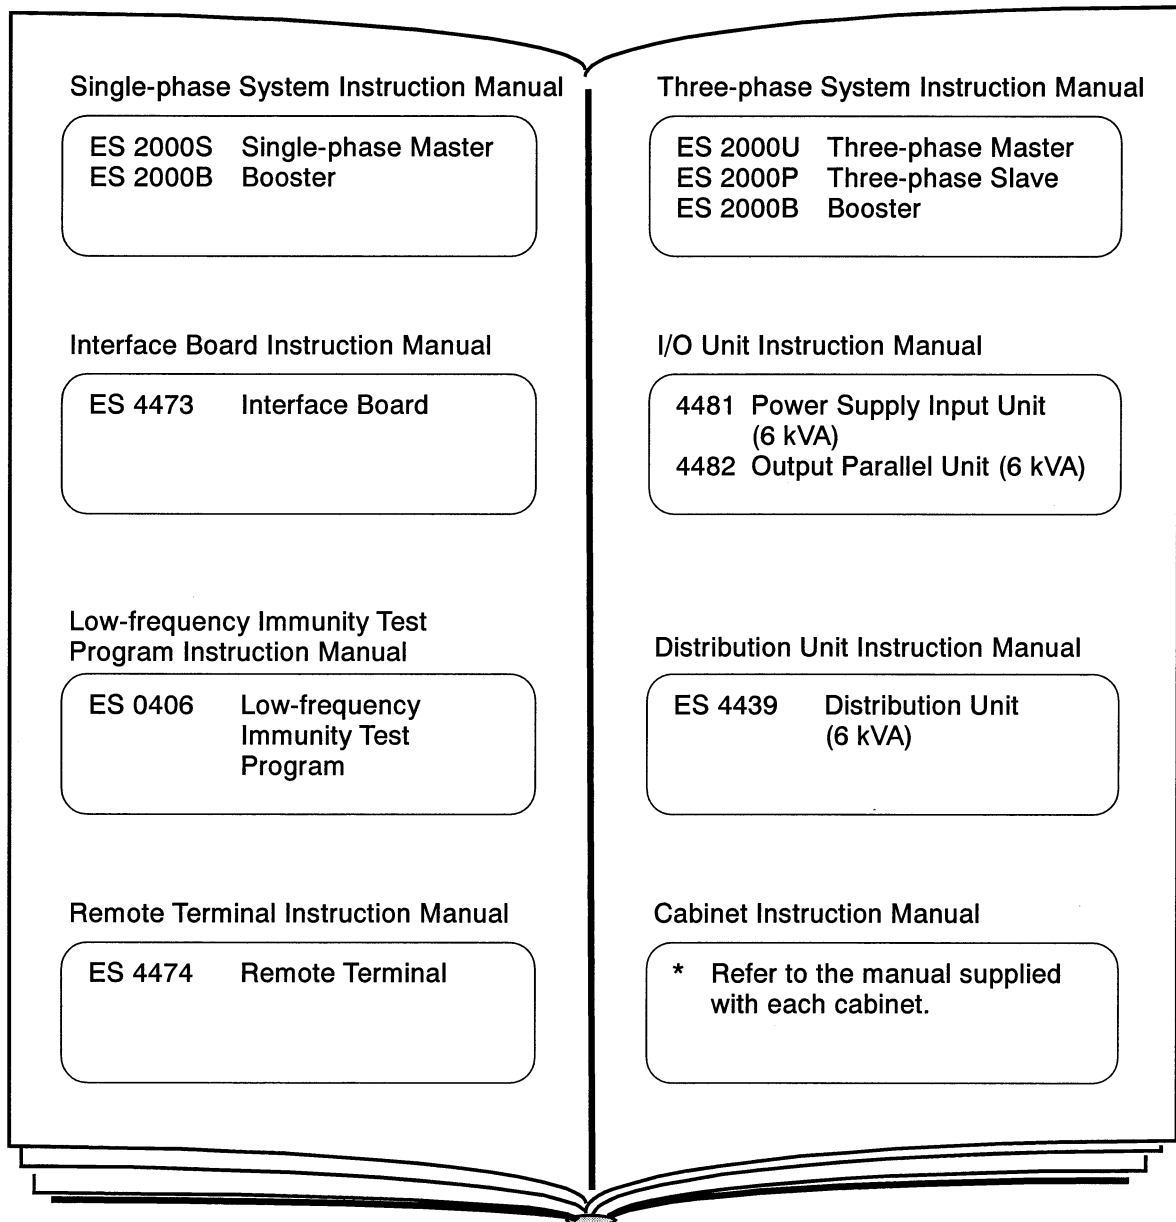 Single-phase System Instruction Manual
ES 2000S Single-phase Master
ES 2000B Booster
Interface Board Instruction Manual
ES 4473 Interface Board
Low-frequency Immunity Test
Program Instruction Manual
ES 0406 Low-frequency
Immunity Test
Program
Remote Terminal Instruction Manual
ES 4474 Remote Terminal
Three-phase System Instruction Manual
ES 2000U Three-phase Master
ES 2000P Three-phase Slave
ES 2000B Booster
I/O Unit Instruction Manual
4481 Power Supply Input Unit
(6 kVA)
4482 Output Parallel Unit (6 kVA)
Distribution Unit Instruction Manual
ES 4439 Distribution Unit
(6 kVA)
Cabinet Instruction Manual
* Refer to the manual supplied
with each cabinet.